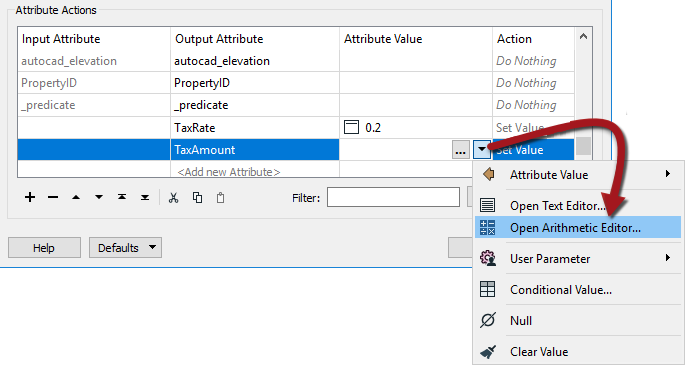 Attribute Actions
Input Attribute Output Attribute Attribute Value Action
autocad_elevation autocad_elevation Do Nothing
PropertyID PropertyID Do Nothing
_predicate _predicate Do Nothing
TaxRate 0.2 Set Value
TaxAmount ... Set Value
<Add new Attribute>
Filter:
Help Defaults
Attribute Value
Open Text Editor...
Open Arithmetic Editor...
User Parameter
Conditional Value...
Null
Clear Value